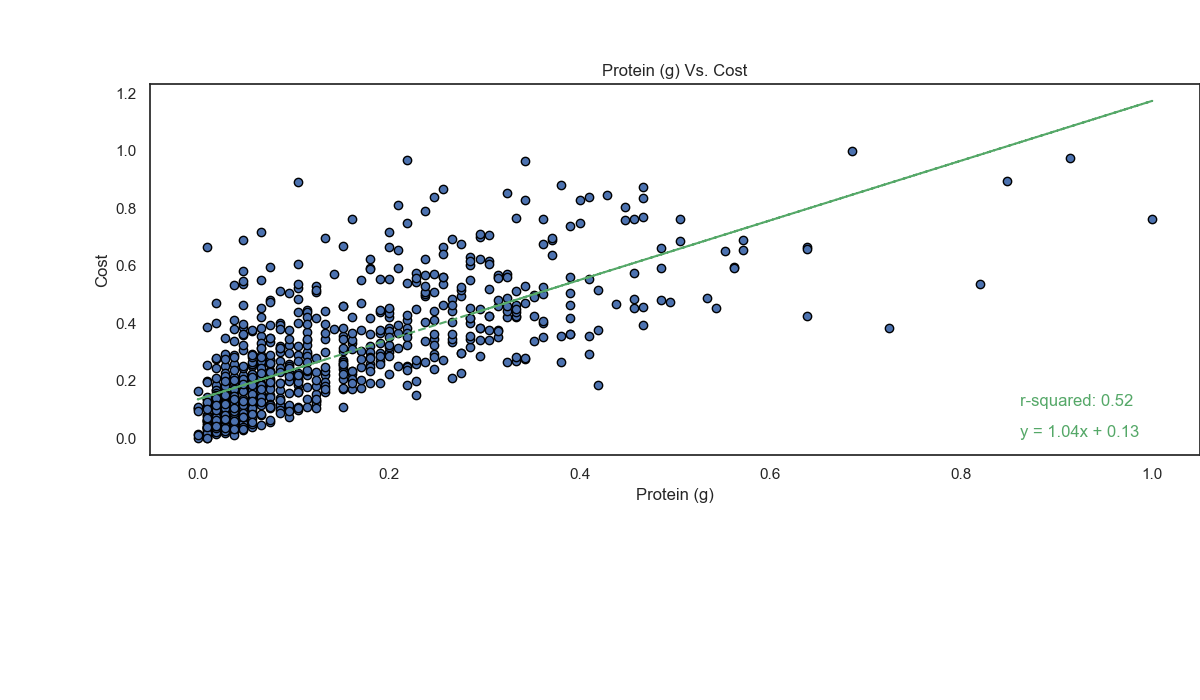 Protein (g) Vs. Cost
1.2
1.0
0.8
0.6
0.4
0.2
0.0
Cost
r-squared: 0.52
y = 1.04x + 0.13
0.0 0.2 0.4 0.6 0.8 1.0
Protein (g)